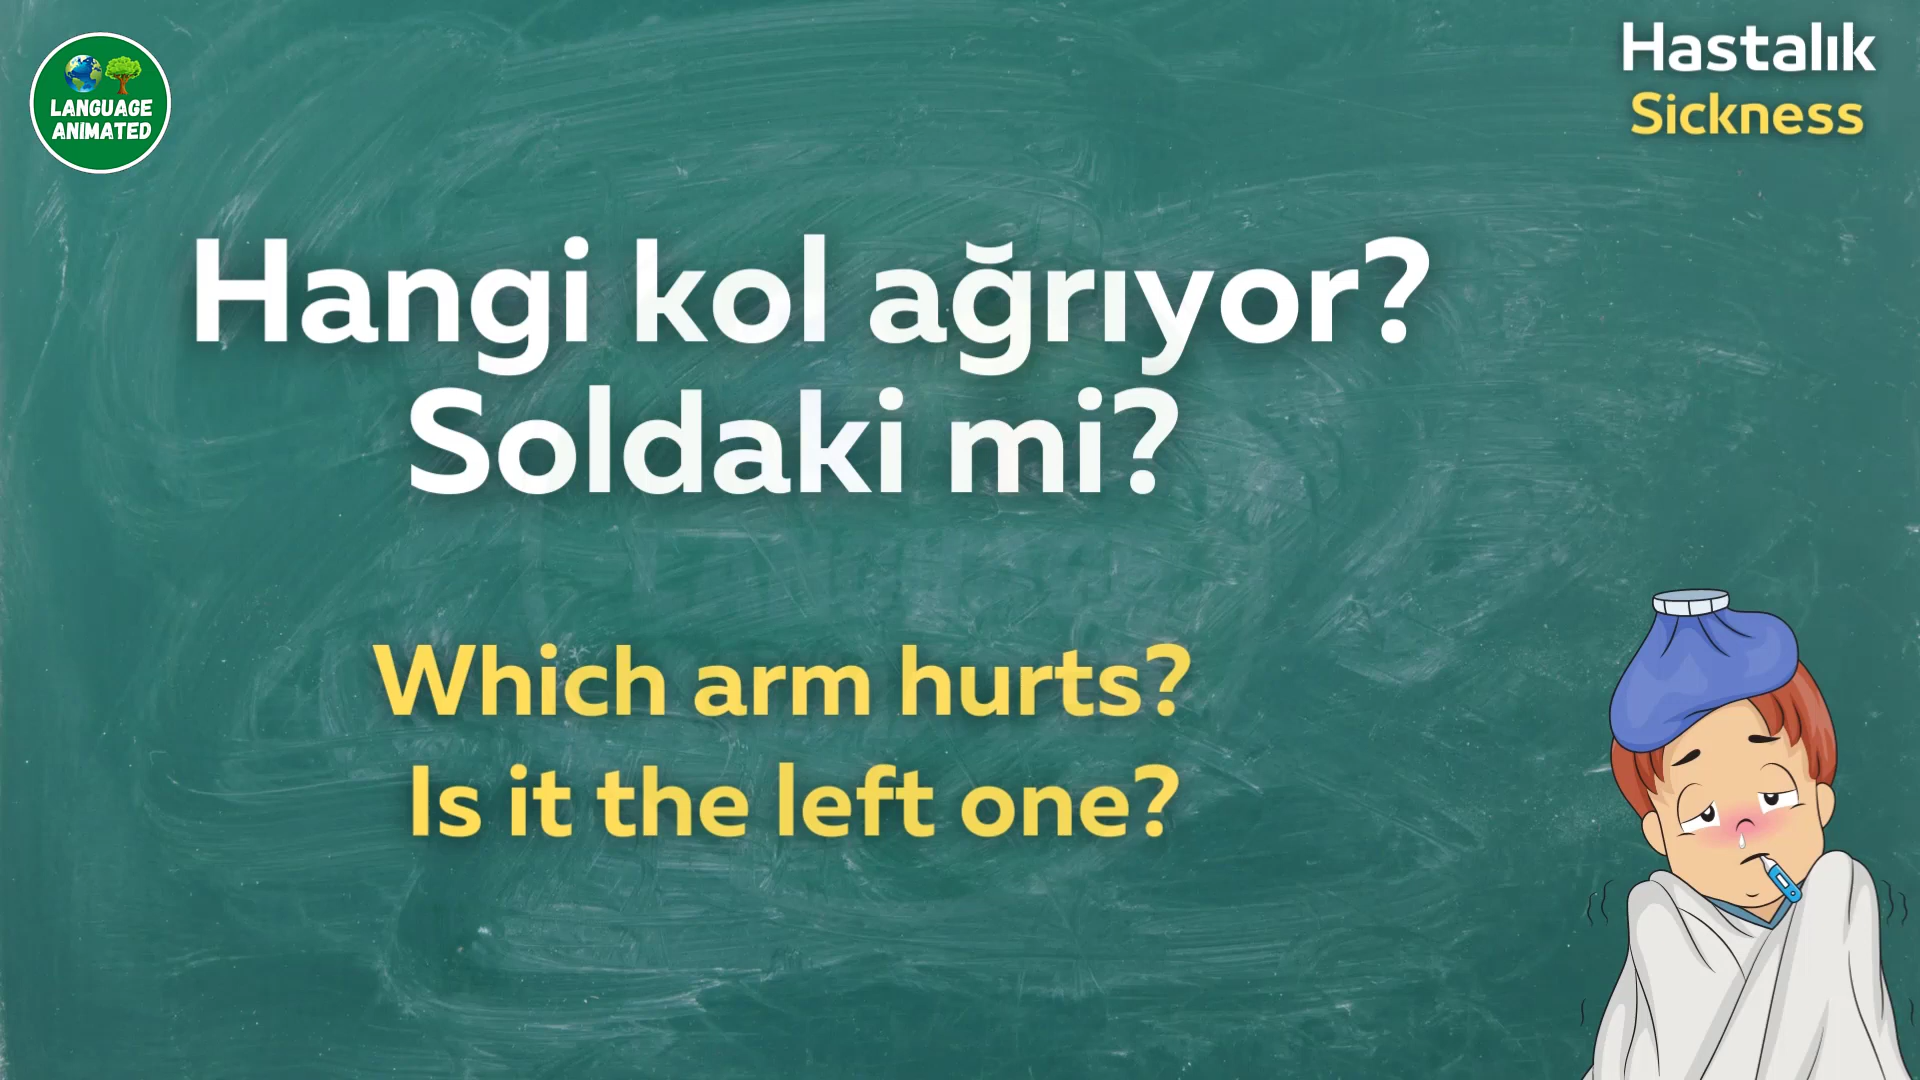 LANGUAGE
ANIMATED
Hastalık
Sickness
Hangi kol ağrıyor?
Soldaki mi?
Which arm hurts?
Is it the left one?